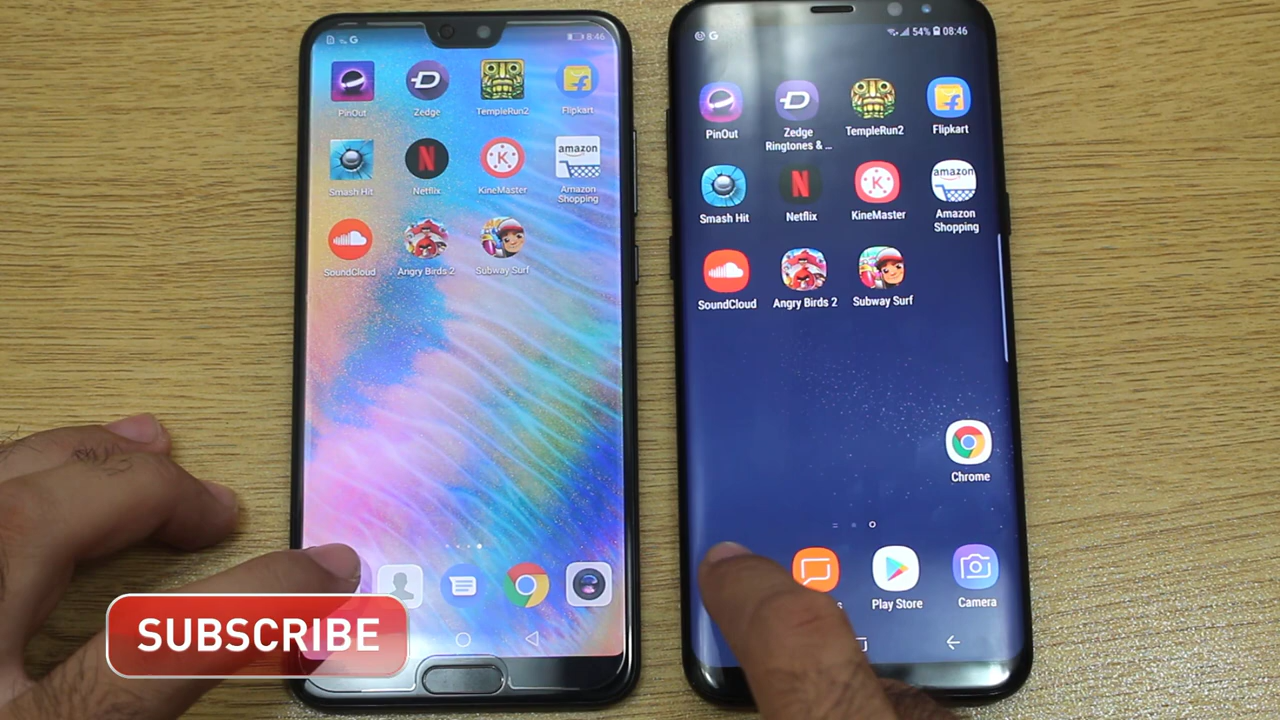 8:46
PinOut
Zedge
TempleRun2
Flipkart
Smash Hit
Netflix
KineMaster
amazon
Amazon
Shopping
SoundCloud
Angry Birds 2
Subway Surf
54% 08:46
PinOut
Zedge
Ringtones & ...
TempleRun2
Flipkart
Smash Hit
Netflix
KineMaster
amazon
Amazon
Shopping
SoundCloud
Angry Birds 2
Subway Surf
Chrome
Play Store
Camera
SUBSCRIBE